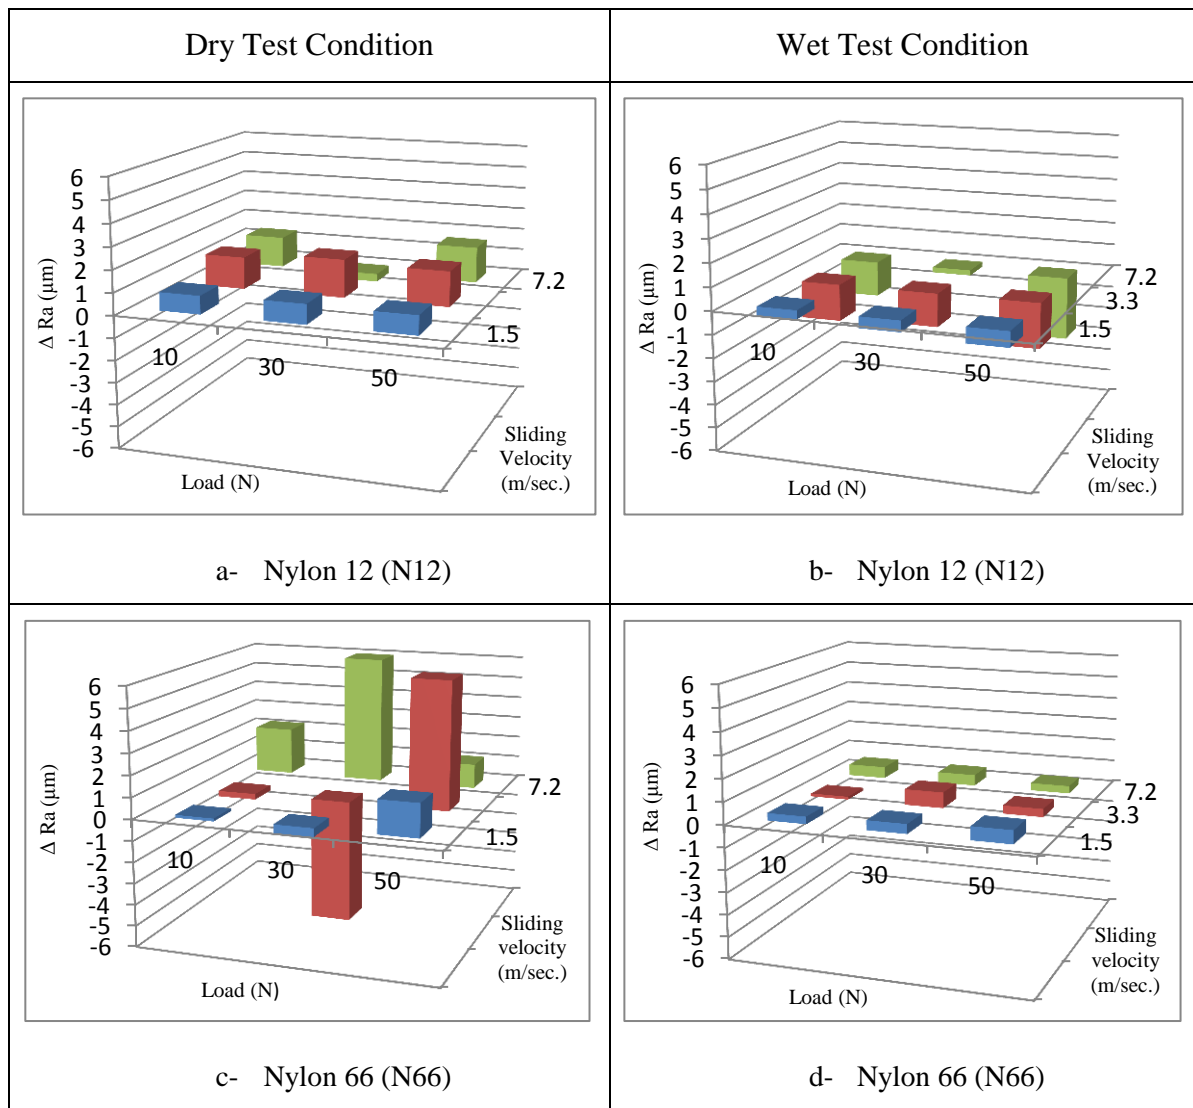 Dry Test Condition
Wet Test Condition
6
5
4
3
2
1
0
-1
-2
-3
-4
-5
-6
Δ Ra (µm)
10
30
50
7.2
1.5
Load (N)
Sliding
Velocity
(m/sec.)
a- Nylon 12 (N12)
6
5
4
3
2
1
0
-1
-2
-3
-4
-5
-6
Δ Ra (µm)
10
30
50
7.2
3.3
1.5
Load (N)
Sliding
Velocity
(m/sec.)
b- Nylon 12 (N12)
6
5
4
3
2
1
0
-1
-2
-3
-4
-5
-6
Δ Ra (µm)
10
30
50
7.2
1.5
Load (N)
Sliding
velocity
(m/sec.)
c- Nylon 66 (N66)
6
5
4
3
2
1
0
-1
-2
-3
-4
-5
-6
Δ Ra (µm)
10
30
50
7.2
3.3
1.5
Load (N)
Sliding
velocity
(m/sec.)
d- Nylon 66 (N66)